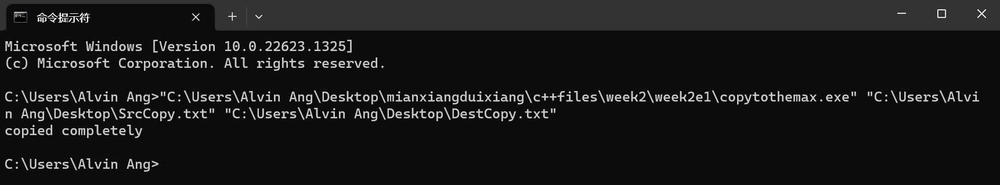 命令提示符
Microsoft Windows [Version 10.0.22623.1325]
(c) Microsoft Corporation. All rights reserved.
C:\Users\Alvin Ang>"C:\Users\Alvin Ang\Desktop\mianxiangduixiang\c++files\week2\week2e1\copytothemax.exe" "C:\Users\Alvi
n Ang\Desktop\SrcCopy.txt" "C:\Users\Alvin Ang\Desktop\DestCopy.txt"
copied completely
C:\Users\Alvin Ang>